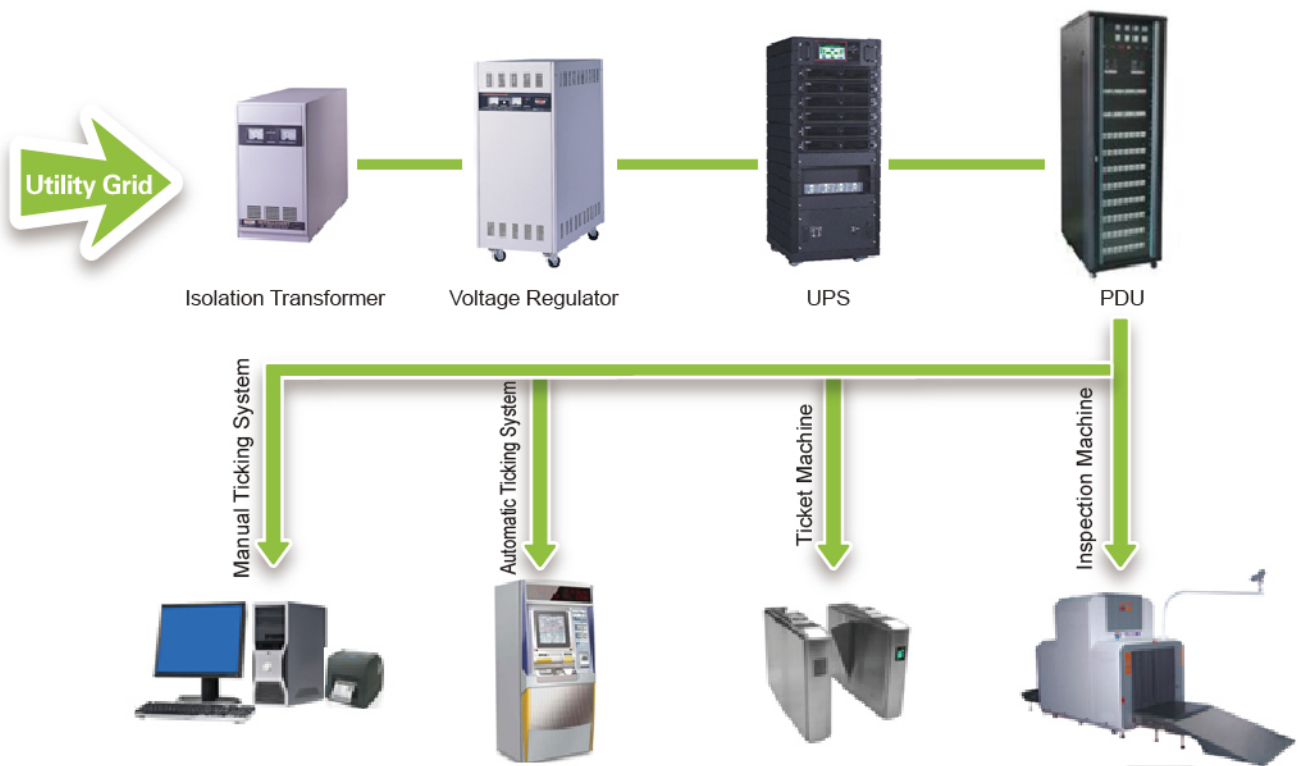 Utility Grid
Isolation Transformer
Voltage Regulator
UPS
PDU
Manual Ticking System
Automatic Ticking System
Ticket Machine
Inspection Machine